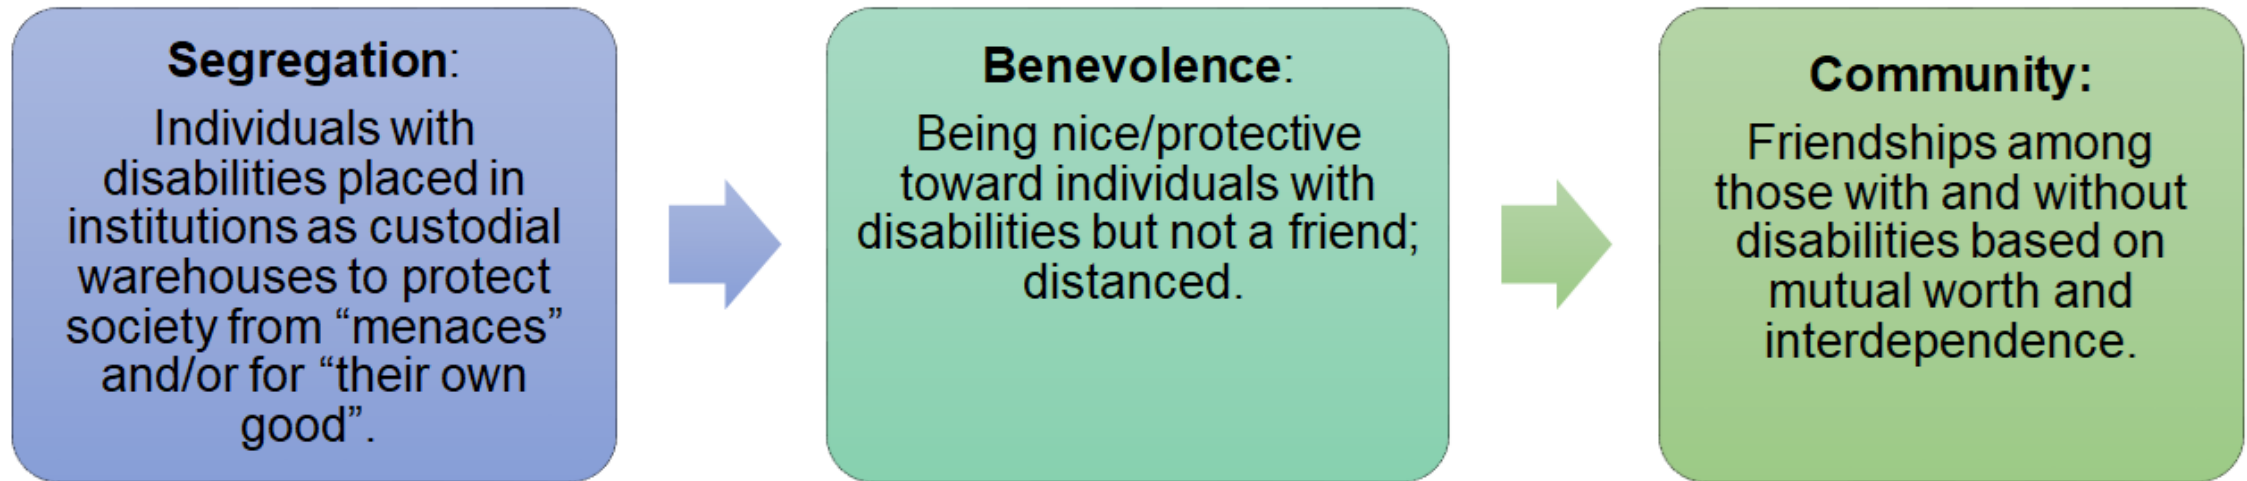 Segregation:
Individuals with
disabilities placed in
institutions as custodial
warehouses to protect
society from “menaces”
and/or for “their own
good”.
Benevolence:
Being nice/protective
toward individuals with
disabilities but not a friend;
distanced.
Community:
Friendships among
those with and without
disabilities based on
mutual worth and
interdependence.